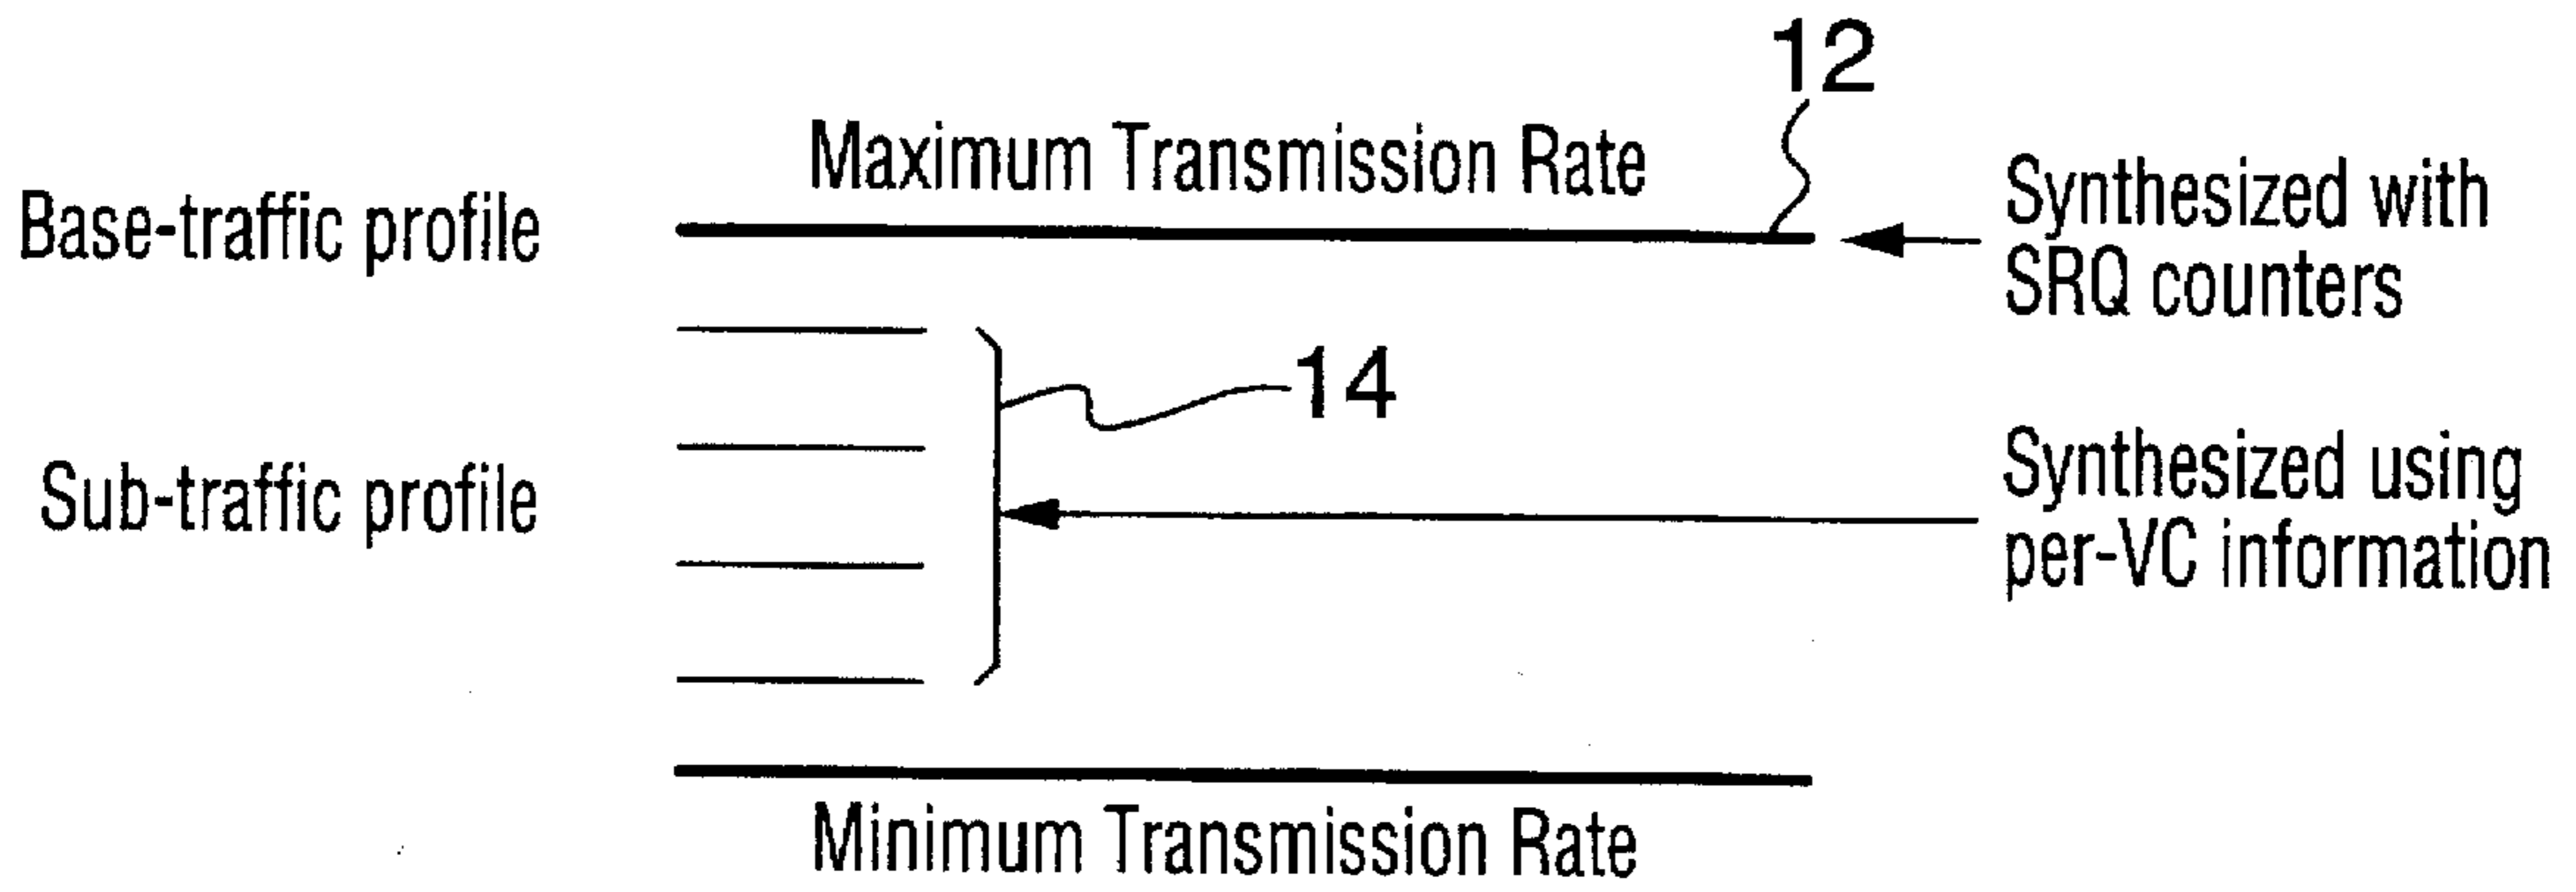 12
Maximum Transmission Rate
Base-traffic profile
Synthesized with
SRQ counters
14
Sub-traffic profile
Synthesized using
per-VC information
Minimum Transmission Rate